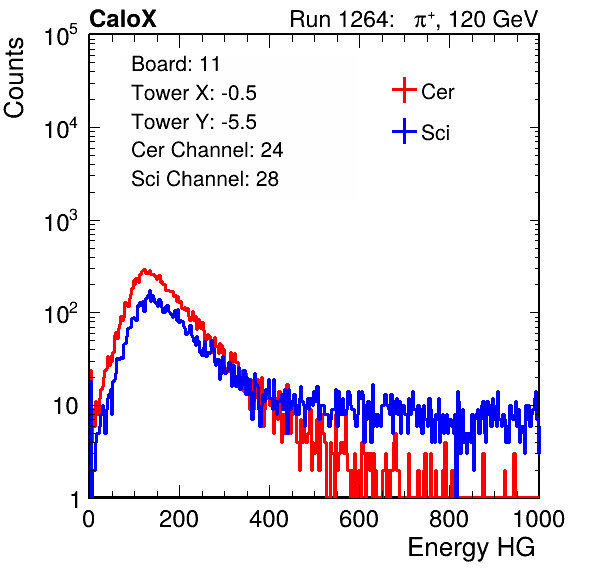 CaloX Run 1264: π⁺, 120 GeV
Counts
10⁵
10⁴
10³
10²
10
1
Board: 11
Tower X: -0.5
Tower Y: -5.5
Cer Channel: 24
Sci Channel: 28
Cer
Sci
0 200 400 600 800 1000
Energy HG